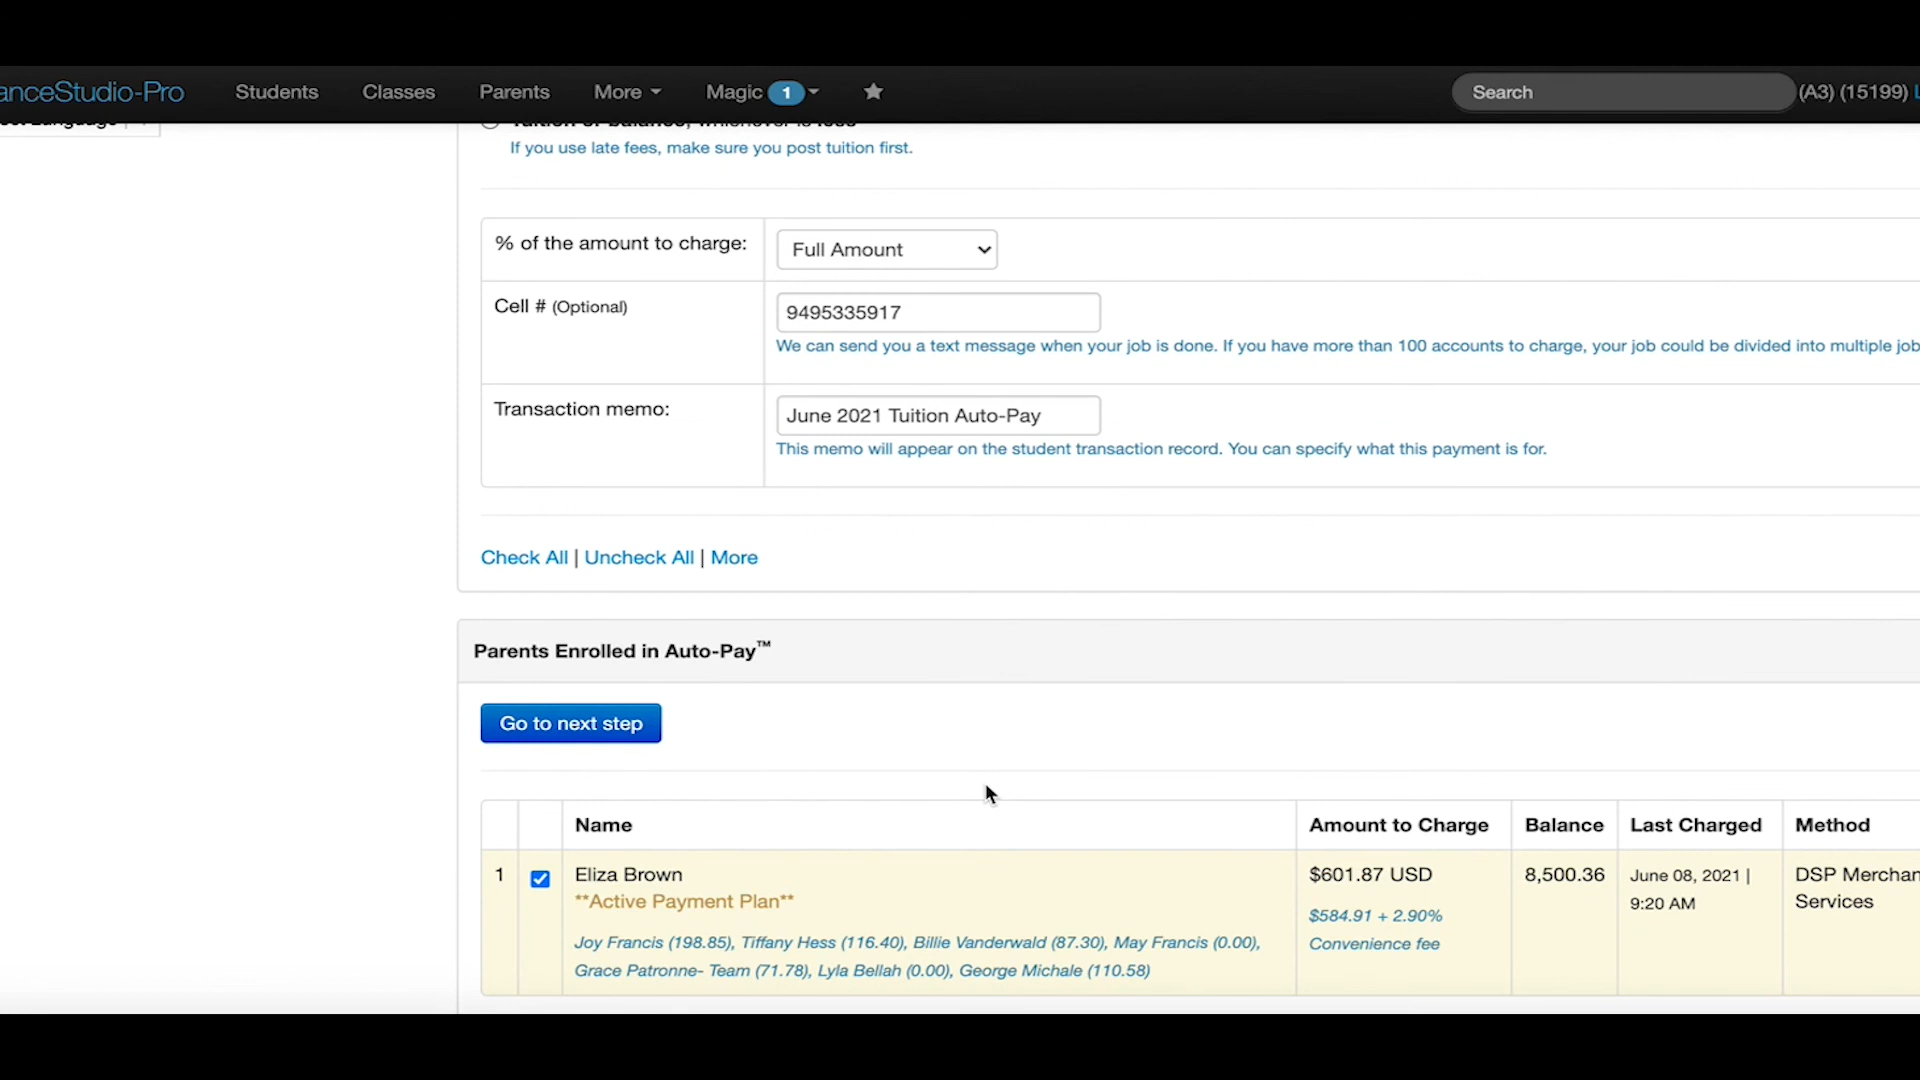 anceStudio-Pro Students Classes Parents More Magic 1 Search (A3) (15199)
If you use late fees, make sure you post tuition first.
% of the amount to charge: Full Amount
Cell # (Optional) 9495335917
We can send you a text message when your job is done. If you have more than 100 accounts to charge, your job could be divided into multiple job
Transaction memo: June 2021 Tuition Auto-Pay
This memo will appear on the student transaction record. You can specify what this payment is for.
Check All | Uncheck All | More
Parents Enrolled in Auto-Pay™
Go to next step
Name Amount to Charge Balance Last Charged Method
1 Eliza Brown $601.87 USD 8,500.36 June 08, 2021 | DSP Merchan
**Active Payment Plan** 9:20 AM Services
$584.91 + 2.90%
Convenience fee
Joy Francis (198.85), Tiffany Hess (116.40), Billie Vanderwald (87.30), May Francis (0.00),
Grace Patronne- Team (71.78), Lyla Bellah (0.00), George Michale (110.58)